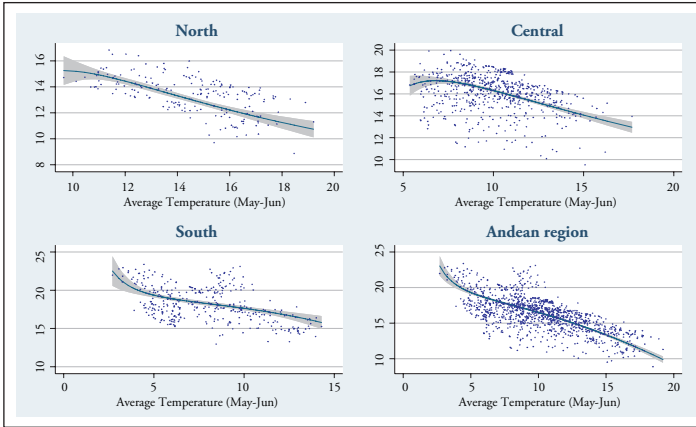 North
Central
16
14
12
10
8
10 12 14 16 18 20
Average Temperature (May-Jun)
20
18
16
14
12
10
5 10 15 20
Average Temperature (May-Jun)
South
Andean region
25
20
15
10
0 5 10 15
Average Temperature (May-Jun)
25
20
15
10
0 5 10 15 20
Average Temperature (May-Jun)